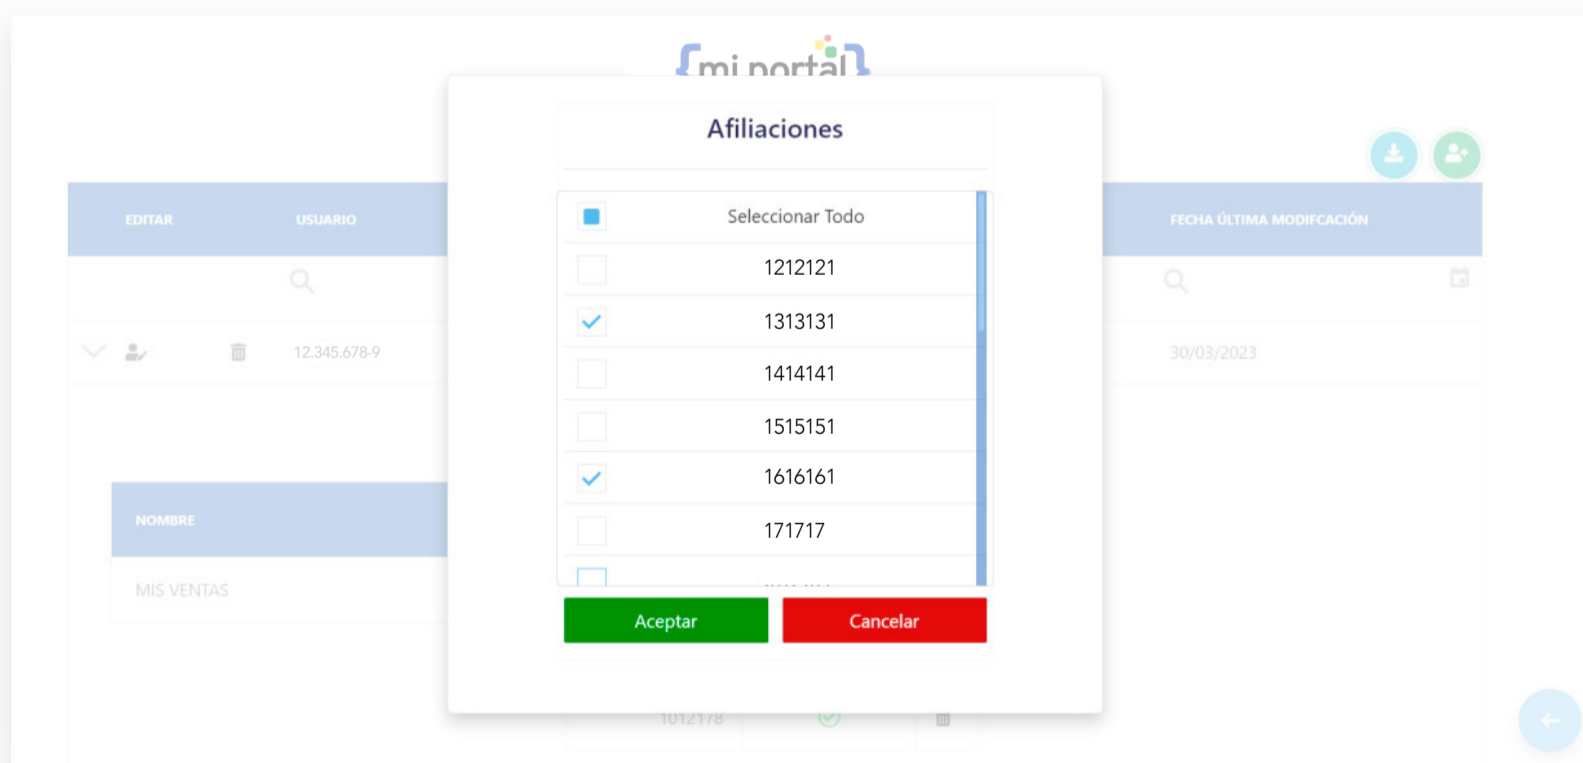 {mi portal}
Afiliaciones
EDITAR USUARIO FECHA ÚLTIMA MODIFCACIÓN
Seleccionar Todo
1212121
1313131
12.345.678-9 30/03/2023
1414141
1515151
1616161
NOMBRE
171717
MIS VENTAS
Aceptar Cancelar
1012178